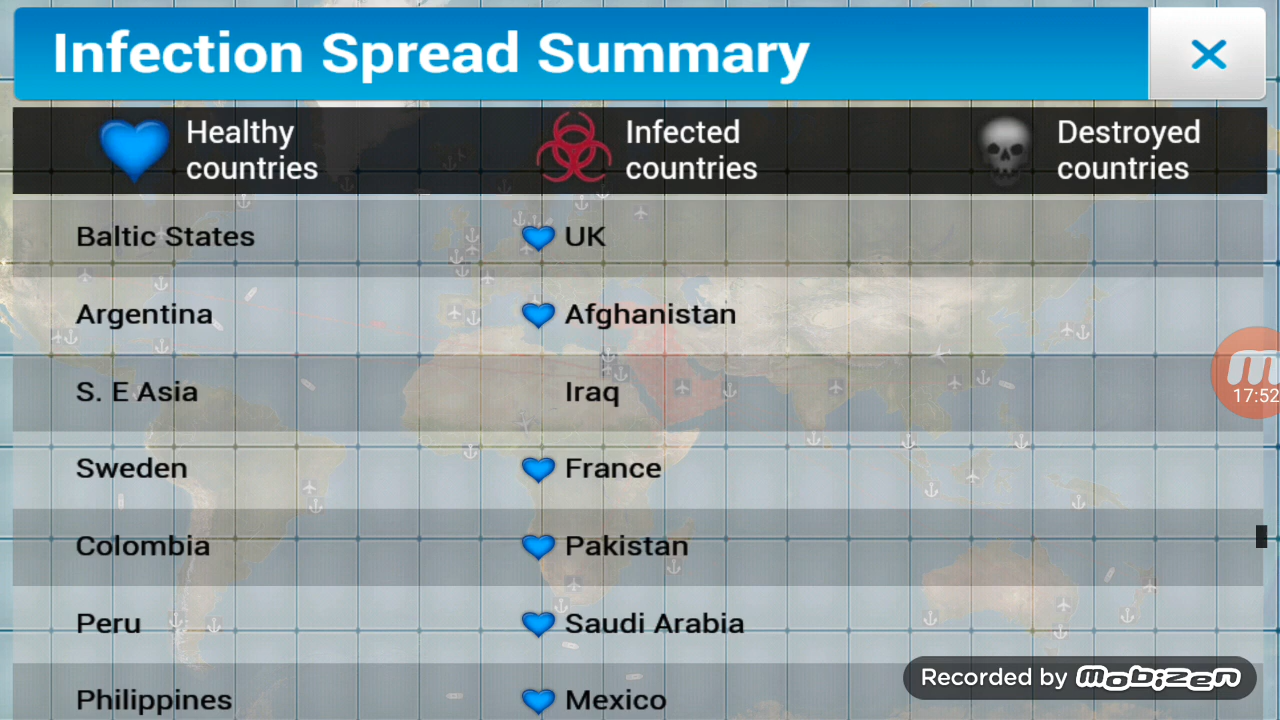 Infection Spread Summary
Healthy countries
Infected countries
Destroyed countries
Baltic States
UK
Argentina
Afghanistan
S. E Asia
Iraq
Sweden
France
Colombia
Pakistan
Peru
Saudi Arabia
Philippines
Mexico
17:52
Recorded by mobizen